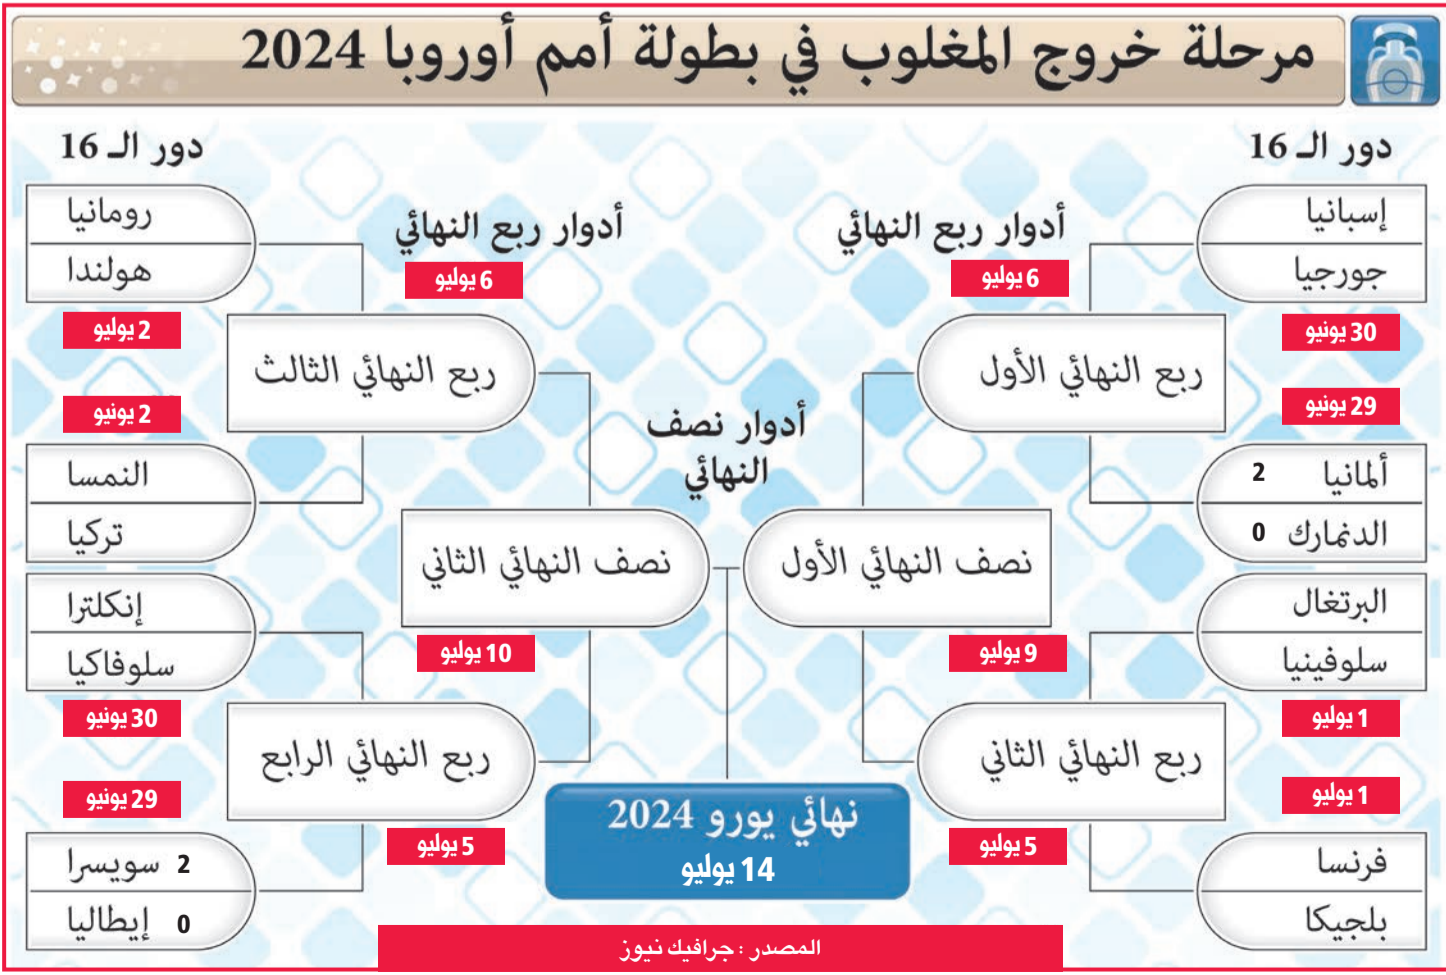 مرحلة خروج المغلوب في بطولة أمم أوروبا 2024
دور الـ 16
إسبانيا
جورجيا
30 يونيو
29 يونيو
ألمانيا 2
الدنمارك 0
البرتغال
سلوفينيا
1 يوليو
1 يوليو
فرنسا
بلجيكا
أدوار ربع النهائي
6 يوليو
ربع النهائي الأول
ربع النهائي الثاني
5 يوليو
أدوار نصف
النهائي
نصف النهائي الأول
9 يوليو
نصف النهائي الثاني
10 يوليو
نهائي يورو 2024
14 يوليو
أدوار ربع النهائي
6 يوليو
ربع النهائي الثالث
ربع النهائي الرابع
5 يوليو
دور الـ 16
رومانيا
هولندا
2 يوليو
2 يونيو
النمسا
تركيا
إنكلترا
سلوفاكيا
30 يونيو
29 يونيو
2 سويسرا
0 إيطاليا
المصدر : جرافيك نيوز